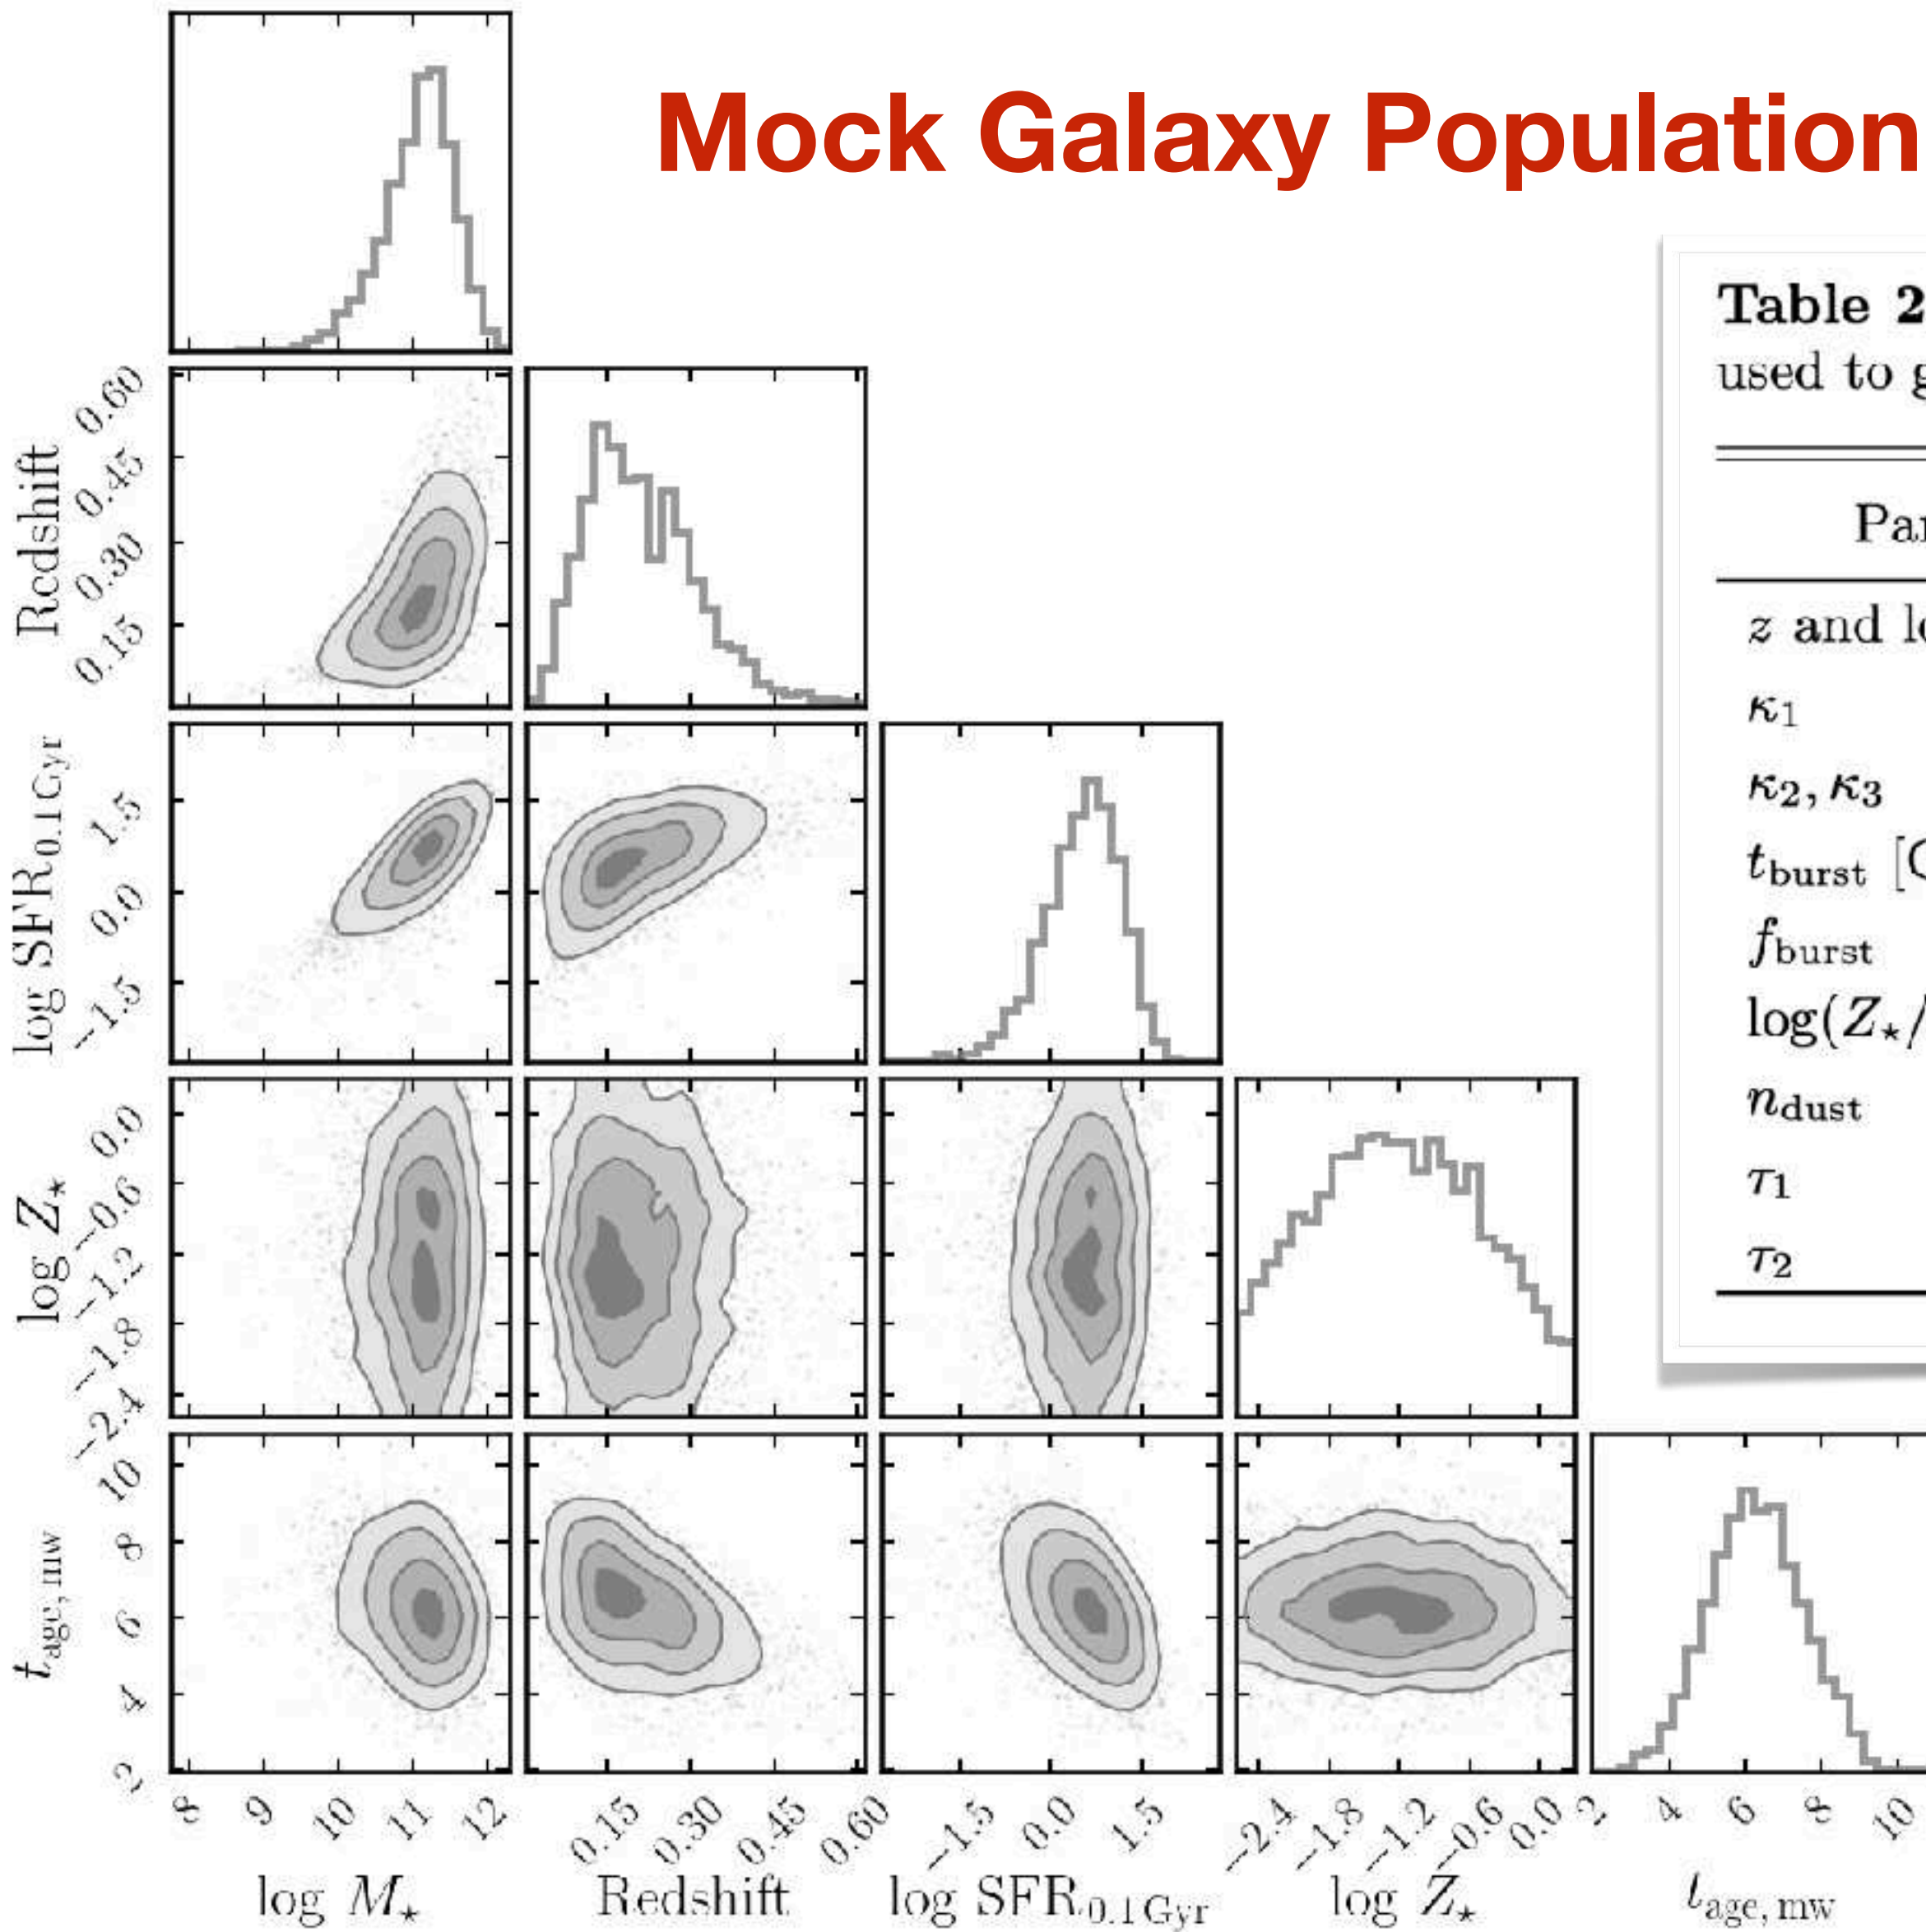 Mock Galaxy Population
Table 2
used to g
Par
z and lo
κ1
κ2, κ3
tburst [G
fburst
log(Z⋆/
ndust
τ1
τ2
0.60
0.45
0.30
0.15
Redshift
1.5
0.0
−1.5
log SFR0.1 Gyr
0.0
−0.6
−1.2
−1.8
−2.4
log Z⋆
10
8
6
4
2
tage, mw
8 9 10 11 12
0.15 0.30 0.45 0.60
−1.5 0.0 1.5
−2.4 −1.8 −1.2 −0.6 0.0
2 4 6 8 10
log M⋆ Redshift log SFR0.1 Gyr log Z⋆ tage, mw